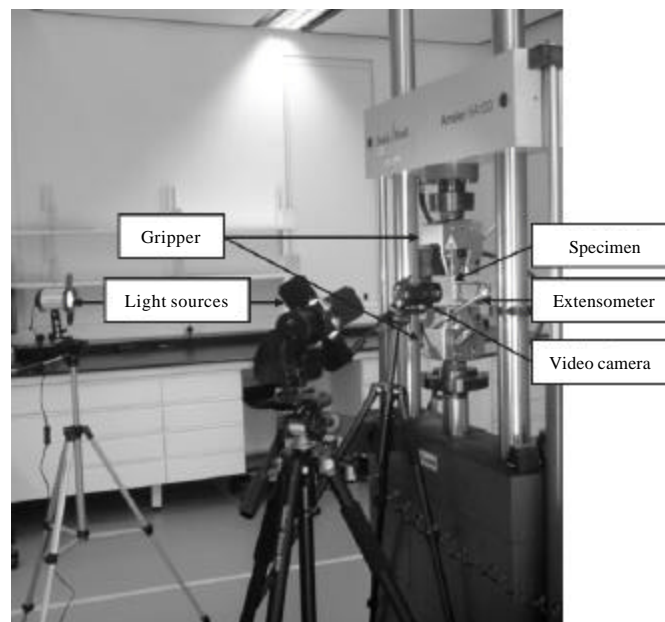 Gripper
Specimen
Light sources
Extensometer
Video camera